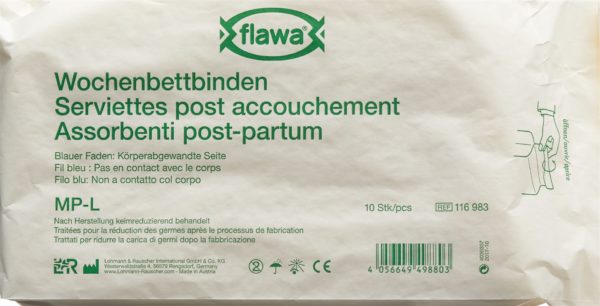 flawa®
Wochenbettbinden
Serviettes post accouchement
Assorbenti post-partum
Blauer Faden: Körperabgewandte Seite
Fil bleu : Pas en contact avec le corps
Filo blu: Non a contatto col corpo
MP-L
10 Stk/pcs
REF 116 983
Nach Herstellung keimreduzierend behandelt
Traitées pour la réduction des germes après le processus de fabrication
Trattati per ridurre la carica di germi dopo la fabbricazione
L&R
Lohmann & Rauscher International GmbH & Co. KG
Westerwaldstraße 4, 56579 Rengsdorf, Germany
www.Lohmann-Rauscher.com Made in Austria
2
CE
4 056649 498803
öffnen/ouvrir/aprire